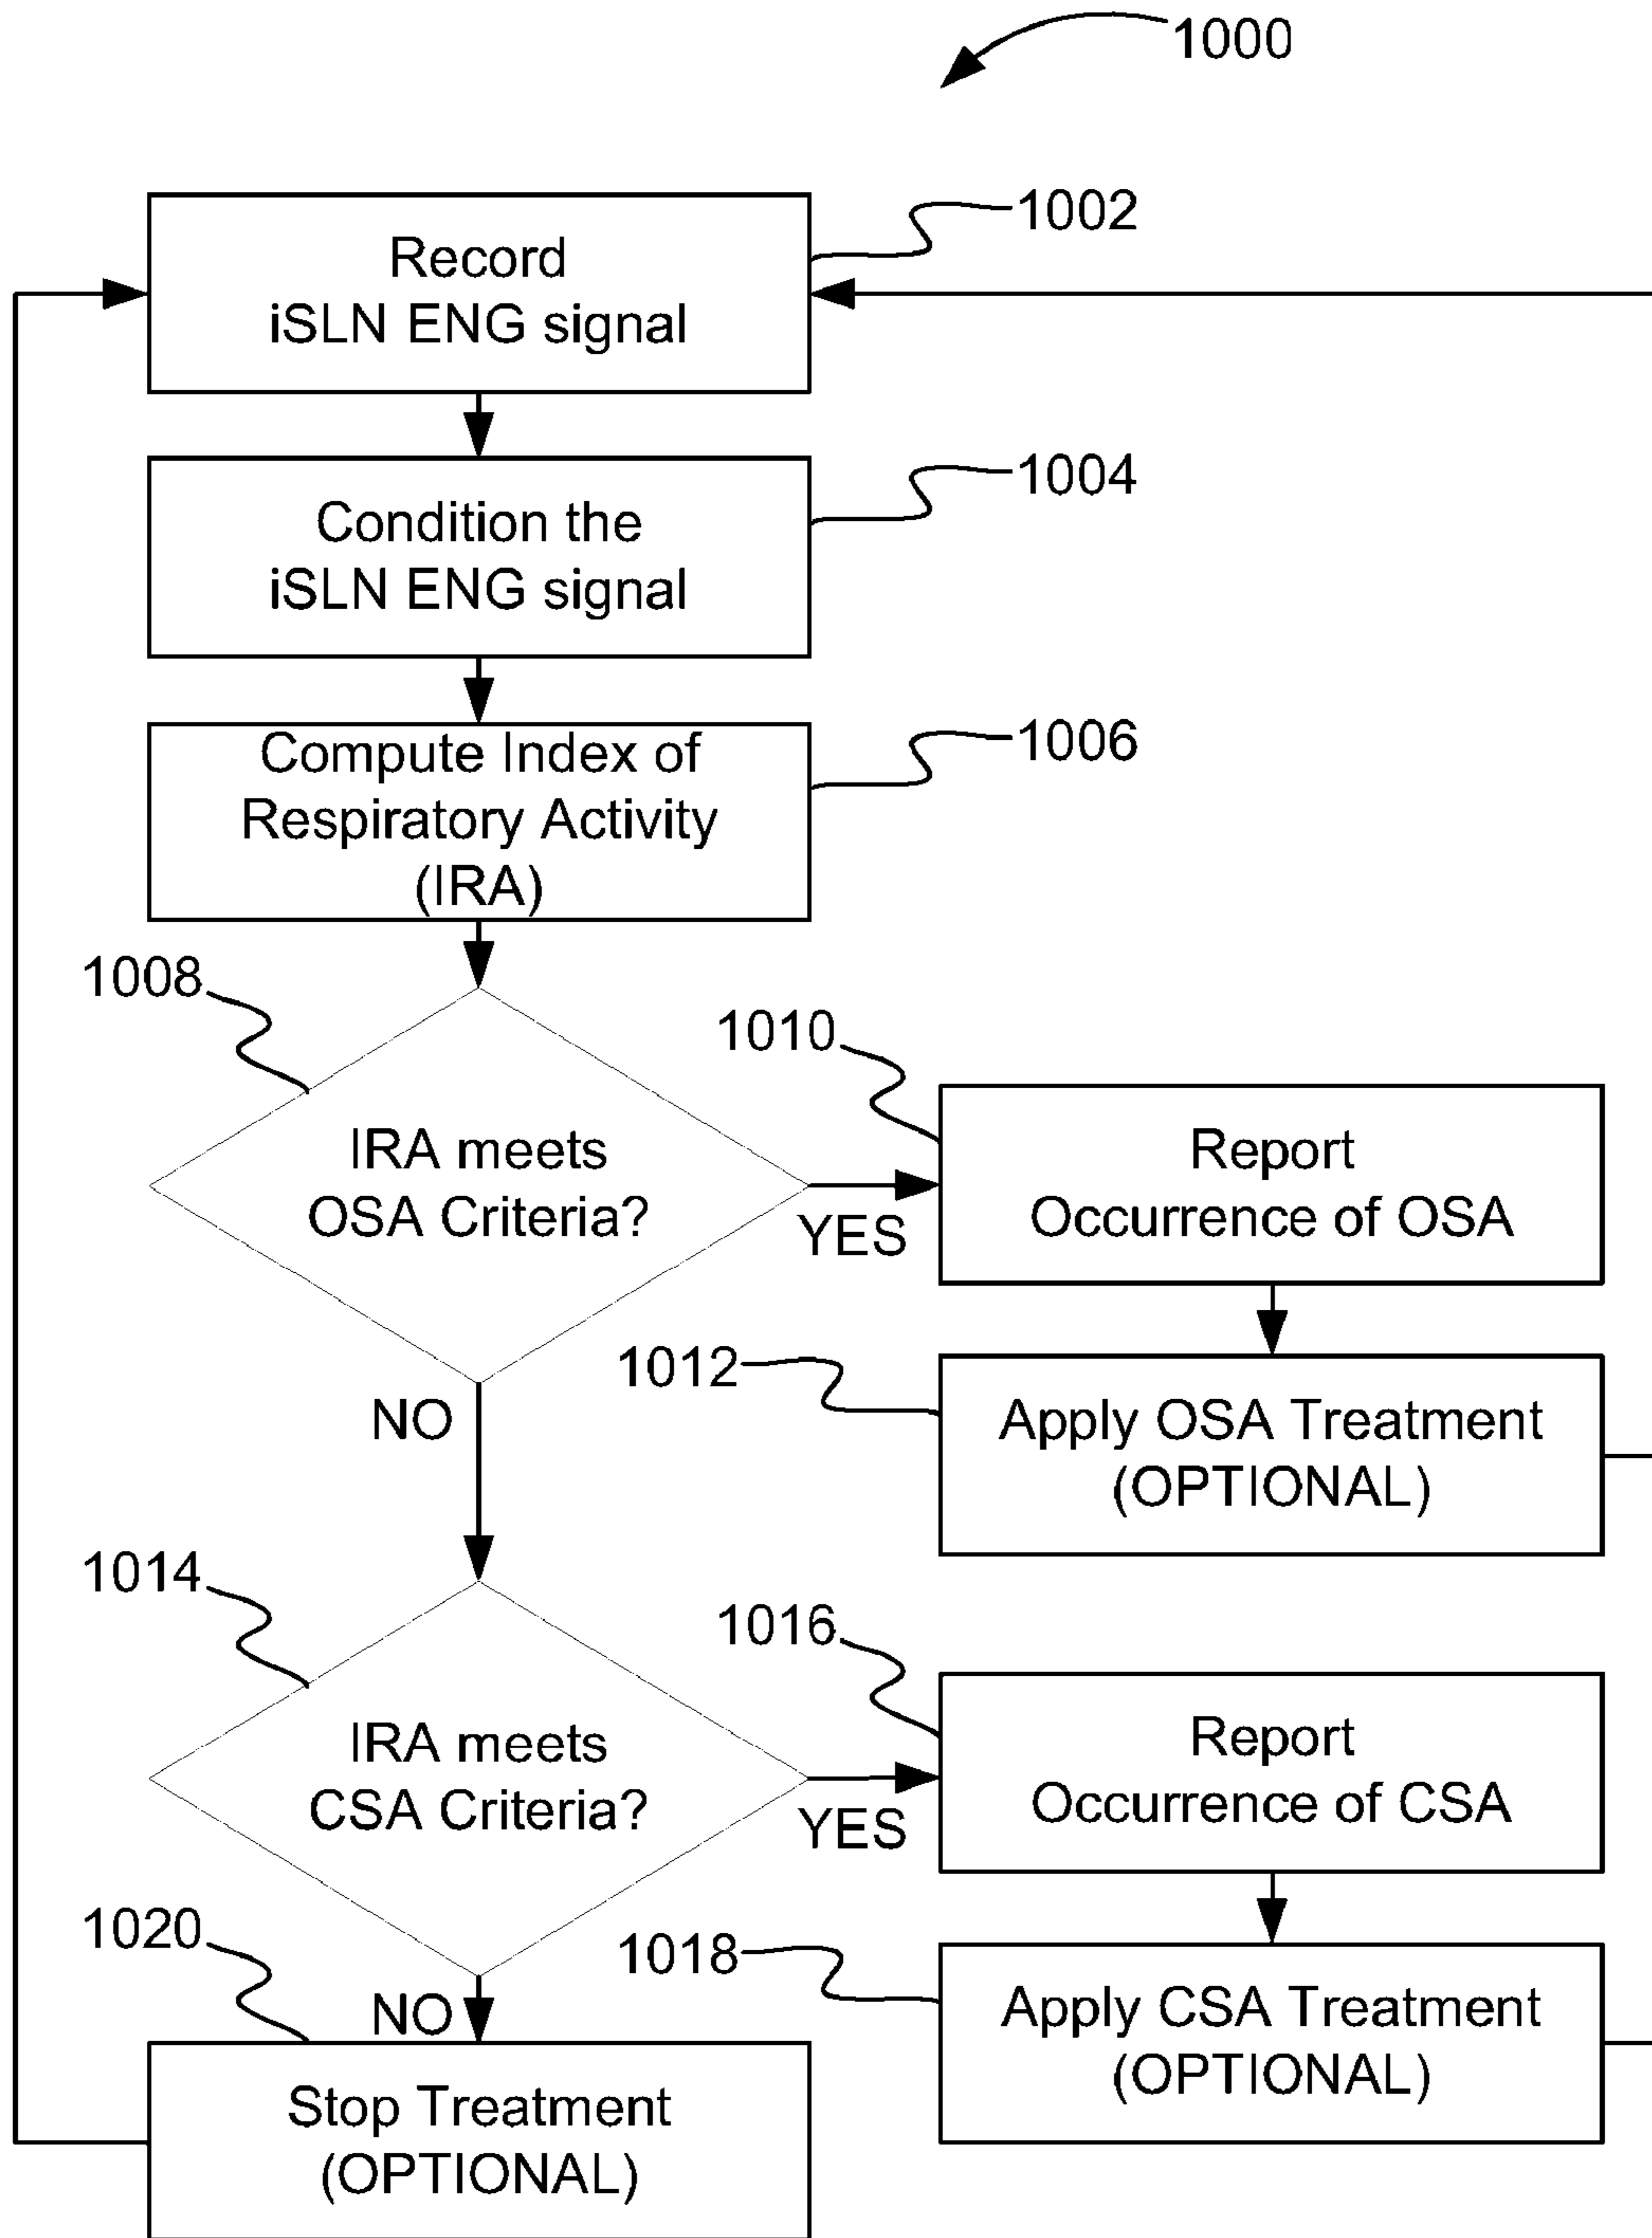 1000
1002
Record
iSLN ENG signal
1004
Condition the
iSLN ENG signal
1006
Compute Index of
Respiratory Activity
(IRA)
1008
IRA meets
OSA Criteria?
YES
NO
1010
Report
Occurrence of OSA
1012
Apply OSA Treatment
(OPTIONAL)
1014
IRA meets
CSA Criteria?
YES
NO
1016
Report
Occurrence of CSA
1018
Apply CSA Treatment
(OPTIONAL)
1020
Stop Treatment
(OPTIONAL)